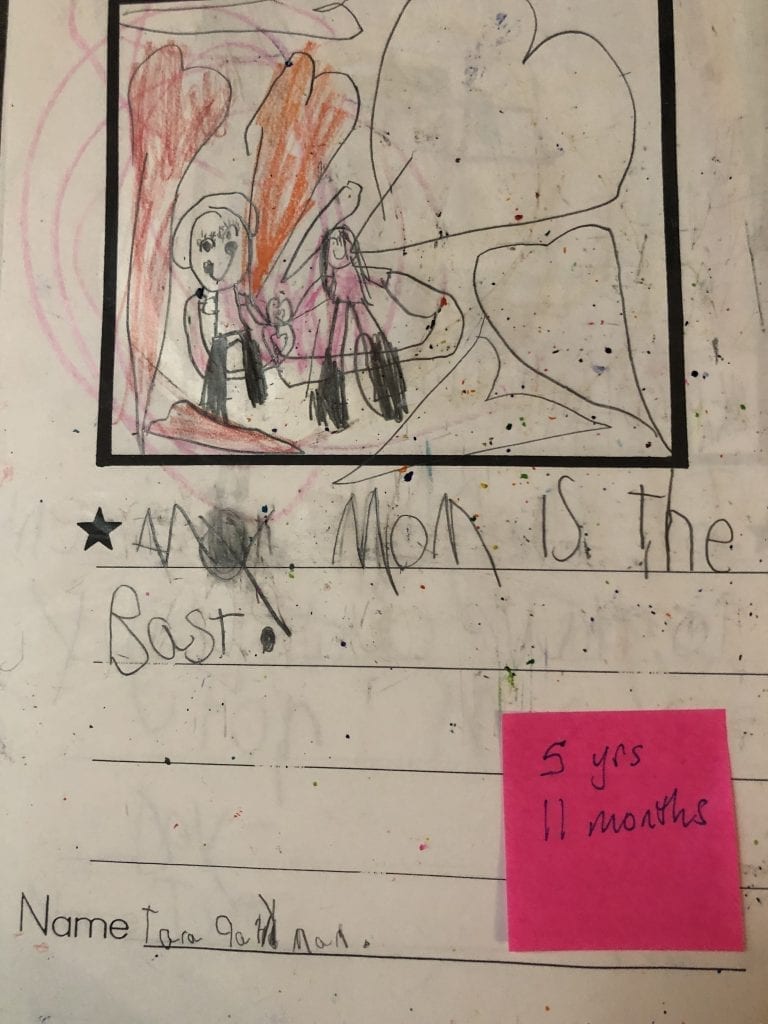 My Mom is the
Bast.
5 yrs
11 months
Name Tara